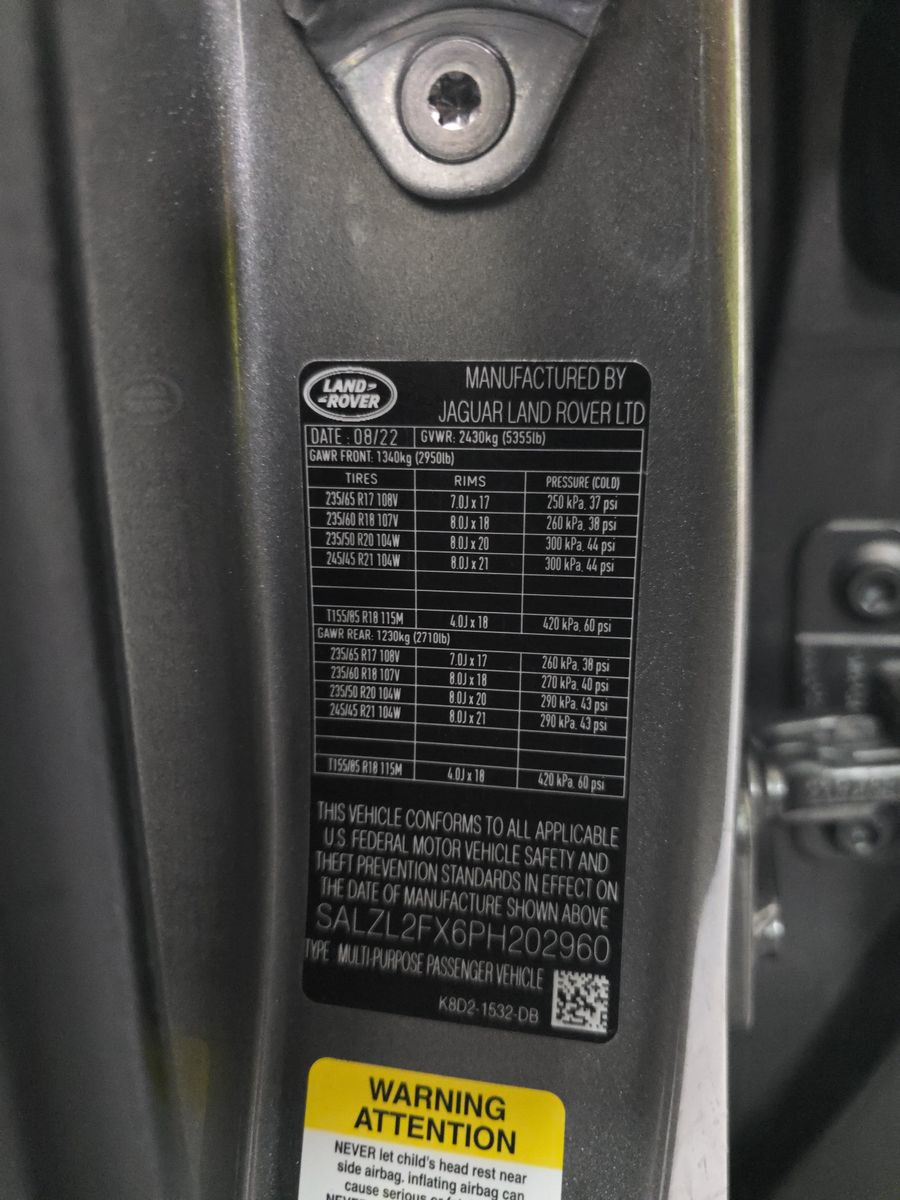 LAND-
-ROVER
MANUFACTURED BY
JAGUAR LAND ROVER LTD
DATE : 08/22 GVWR: 2430kg (5355lb)
GAWR FRONT: 1340kg (2950lb)
TIRES RIMS PRESSURE (COLD)
235/65 R17 108V 7.0J x 17 250 kPa, 37 psi
235/60 R18 107V 8.0J x 18 260 kPa, 38 psi
235/50 R20 104W 8.0J x 20 300 kPa, 44 psi
245/45 R21 104W 8.0J x 21 300 kPa, 44 psi
T155/85 R18 115M 4.0J x 18 420 kPa, 60 psi
GAWR REAR: 1230kg (2710lb)
235/65 R17 108V 7.0J x 17 260 kPa, 38 psi
235/60 R18 107V 8.0J x 18 270 kPa, 40 psi
235/50 R20 104W 8.0J x 20 290 kPa, 43 psi
245/45 R21 104W 8.0J x 21 290 kPa, 43 psi
T155/85 R18 115M 4.0J x 18 420 kPa, 60 psi
THIS VEHICLE CONFORMS TO ALL APPLICABLE
U.S. FEDERAL MOTOR VEHICLE SAFETY AND
THEFT PREVENTION STANDARDS IN EFFECT ON
THE DATE OF MANUFACTURE SHOWN ABOVE
SALZL2FX6PH202960
TYPE MULTI-PURPOSE PASSENGER VEHICLE
K8D2-1532-DB
WARNING
ATTENTION
NEVER let child's head rest near
side airbag, inflating airbag can
cause serious or